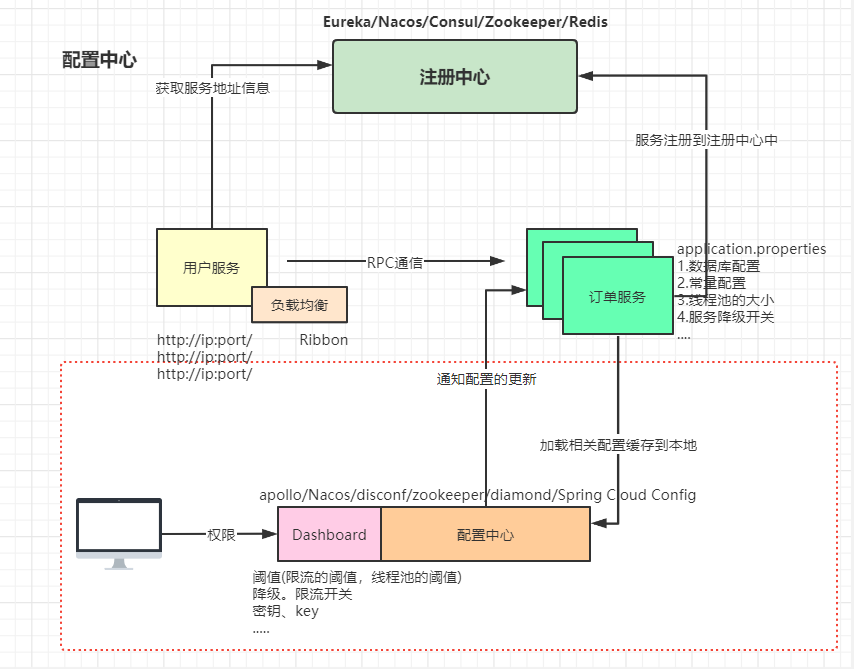 Eureka/Nacos/Consul/Zookeeper/Redis
配置中心
注册中心
获取服务地址信息
服务注册到注册中心中
用户服务
RPC通信
负载均衡
订单服务
application.properties
1.数据库配置
2.常量配置
3.线程池的大小
4.服务降级开关
....
http://ip:port/
http://ip:port/
http://ip:port/
Ribbon
通知配置的更新
加载相关配置缓存到本地
apollo/Nacos/disconf/zookeeper/diamond/Spring Cloud Config
权限
Dashboard
配置中心
阈值(限流的阈值，线程池的阈值)
降级。限流开关
密钥、key
.....